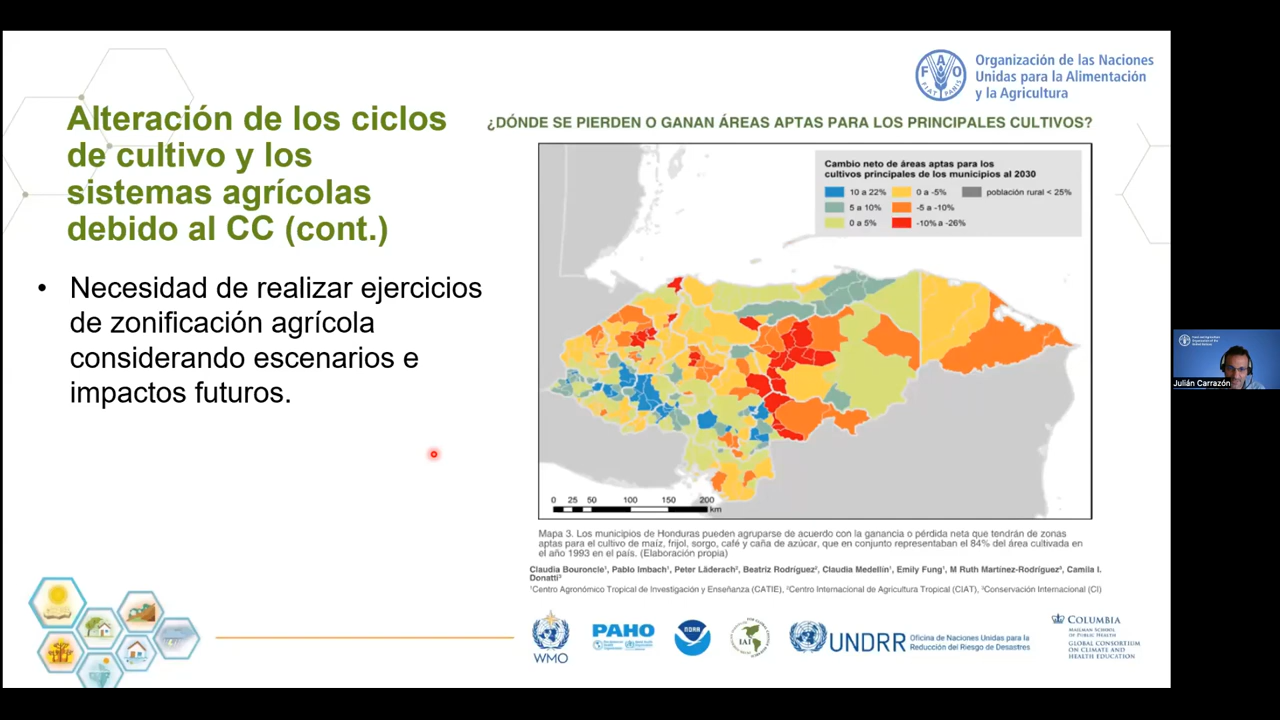 Organización de las Naciones
Unidas para la Alimentación
y la Agricultura
F A O
FIAT PANIS
Alteración de los ciclos
de cultivo y los
sistemas agrícolas
debido al CC (cont.)
• Necesidad de realizar ejercicios
de zonificación agrícola
considerando escenarios e
impactos futuros.
¿DÓNDE SE PIERDEN O GANAN ÁREAS APTAS PARA LOS PRINCIPALES CULTIVOS?
Cambio neto de áreas aptas para los
cultivos principales de los municipios al 2030
10 a 22% 0 a -5% población rural < 25%
5 a 10% -5 a -10%
0 a 5% -10% a -26%
0 25 50 100 150 200
km
Mapa 3. Los municipios de Honduras pueden agruparse de acuerdo con la ganancia o pérdida neta que tendrán de zonas
aptas para el cultivo de maíz, frijol, sorgo, café y caña de azúcar, que en conjunto representaban el 84% del área cultivada en
el año 1993 en el país. (Elaboración propia)
Claudia Bouroncle¹, Pablo Imbach¹, Peter Läderach², Beatriz Rodríguez², Claudia Medellín¹, Emily Fung¹, M Ruth Martínez-Rodríguez³, Camila I.
Donatti³
¹Centro Agronómico Tropical de Investigación y Enseñanza (CATIE), ²Centro Internacional de Agricultura Tropical (CIAT), ³Conservación Internacional (CI)
WMO
PAHO
NOAA
IAI
UNDRR
Oficina de Naciones Unidas para la
Reducción del Riesgo de Desastres
COLUMBIA
MAILMAN SCHOOL
OF PUBLIC HEALTH
GLOBAL CONSORTIUM
ON CLIMATE AND
HEALTH EDUCATION
Julián Carrazón